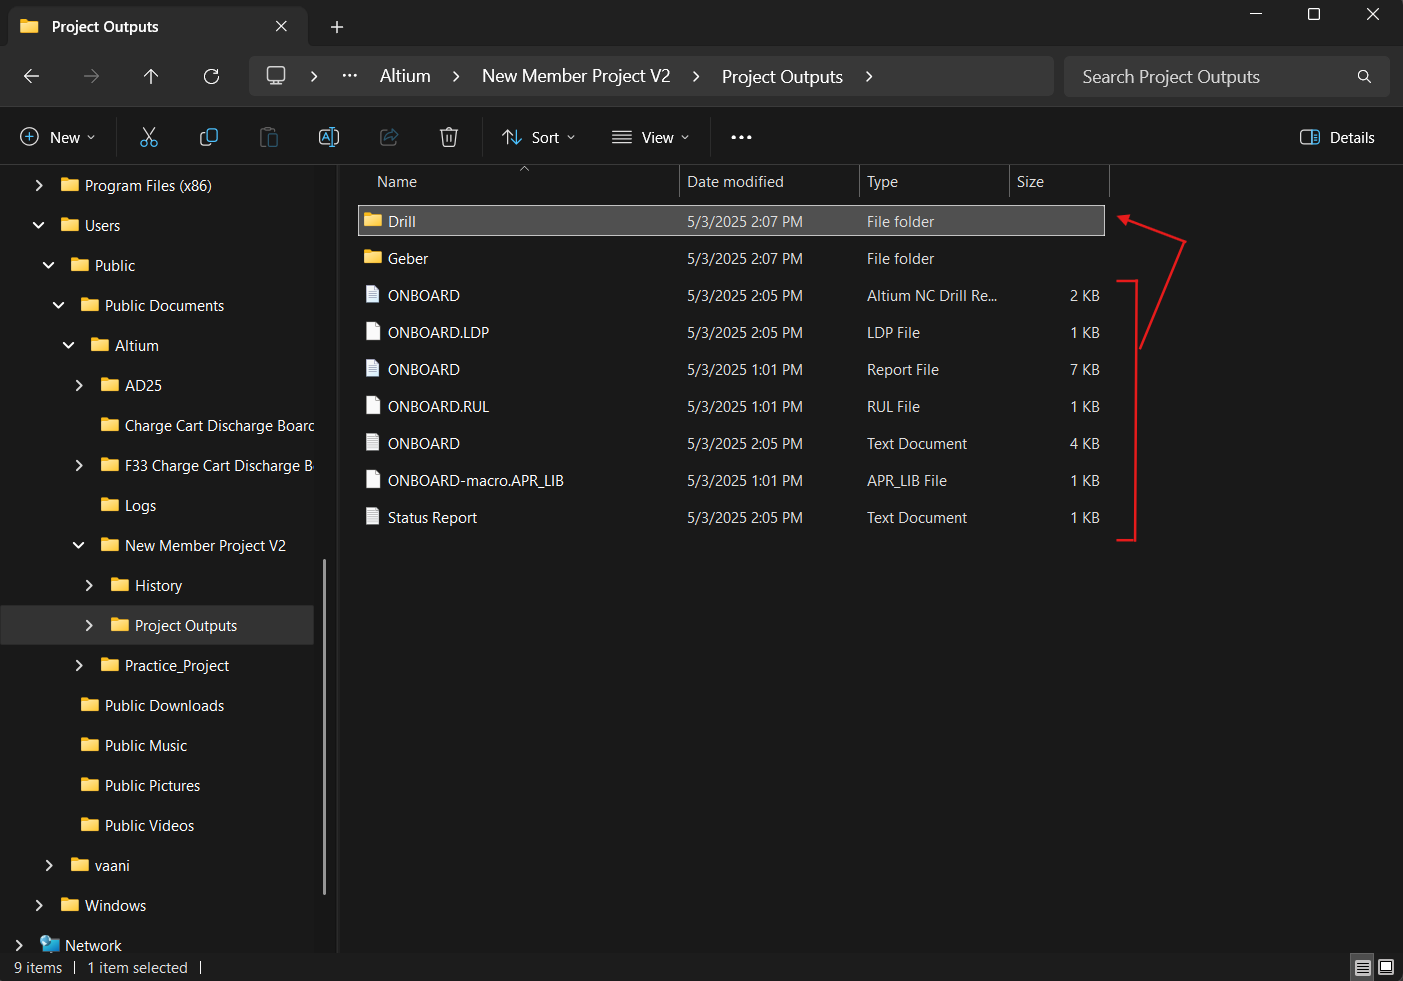 Project Outputs
Altium New Member Project V2 Project Outputs
Search Project Outputs
New
Sort
View
Details
Program Files (x86)
Users
Public
Public Documents
Altium
AD25
Charge Cart Discharge Boarc
F33 Charge Cart Discharge B
Logs
New Member Project V2
History
Project Outputs
Practice_Project
Public Downloads
Public Music
Public Pictures
Public Videos
vaani
Windows
Network
Name Date modified Type Size
Drill 5/3/2025 2:07 PM File folder
Geber 5/3/2025 2:07 PM File folder
ONBOARD 5/3/2025 2:05 PM Altium NC Drill Re... 2 KB
ONBOARD.LDP 5/3/2025 2:05 PM LDP File 1 KB
ONBOARD 5/3/2025 1:01 PM Report File 7 KB
ONBOARD.RUL 5/3/2025 1:01 PM RUL File 1 KB
ONBOARD 5/3/2025 2:05 PM Text Document 4 KB
ONBOARD-macro.APR_LIB 5/3/2025 1:01 PM APR_LIB File 1 KB
Status Report 5/3/2025 2:05 PM Text Document 1 KB
9 items 1 item selected